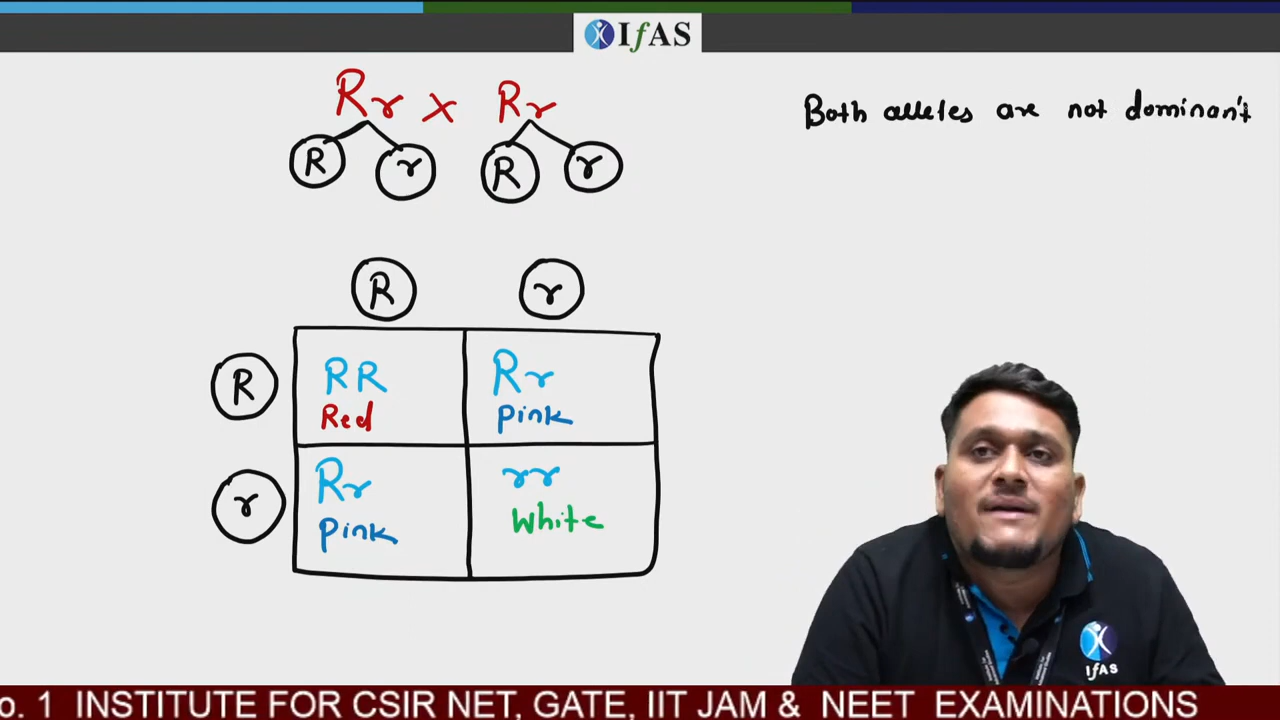 IfAS
Rr x Rr
Both alleles are not dominan't
R r R r
R r
R RR Rr
Red Pink
r Rr rr
Pink White
IfAS
o. 1 INSTITUTE FOR CSIR NET, GATE, IIT JAM & NEET EXAMINATIONS